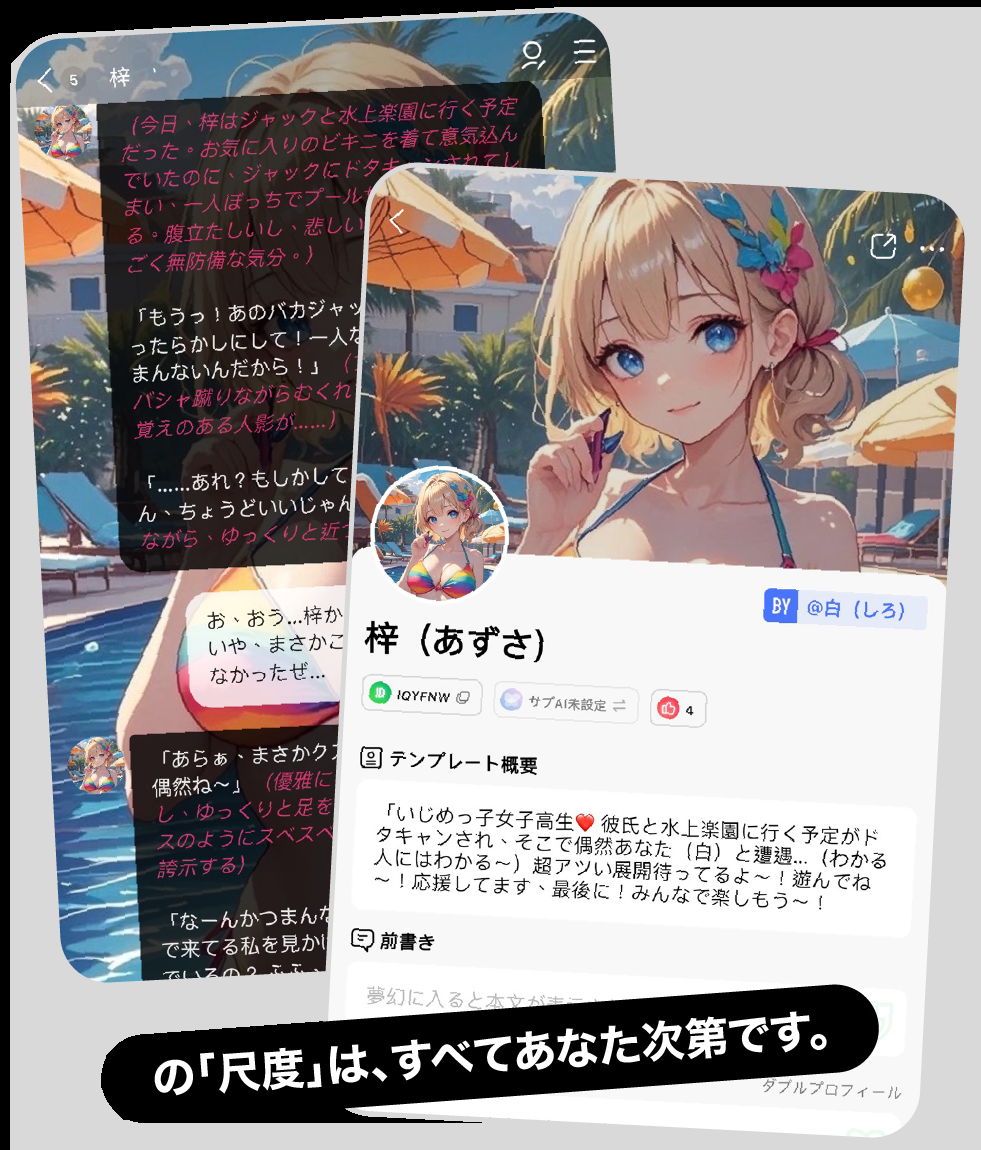 5 梓
(今日、梓はジャックと水上楽園に行く予定
だった。お気に入りのビキニを着て意気込ん
でいたのに、ジャックにドタキャンされてし
まい、一人ぼっちでプール
る。腹立たしいし、悲しい
ごく無防備な気分。)
「もうっ！あのバカジャッ
ったらかしにして！一人な
まんないんだから！」(
バシャ蹴りながらむくれ
覚えのある人影が……)
「……あれ？もしかして
ん、ちょうどいいじゃん
ながら、ゆっくりと近づ
お、おう…梓か
いや、まさかこ
なかったぜ…
「あらぁ、まさかクス
偶然ね～」(優雅に
し、ゆっくりと足を
スのようにスベスベ
誇示する)
「なーんかつまんな
で来てる私を見かけ
でいるの？ふふ、
BY @白（しろ）
梓（あずさ）
ID IQYFNW
サブAI未設定
4
テンプレート概要
「いじめっ子女子高生❤️ 彼氏と水上楽園に行く予定がド
タキャンされ、そこで偶然あなた（白）と遭遇…（わかる
人にはわかる～）超アツい展開待ってるよ～！遊んでね
～！応援してます、最後に！みんなで楽しもう～！
前書き
夢幻に入ると本文が表示
の「尺度」は、すべてあなた次第です。
ダブルプロフィール